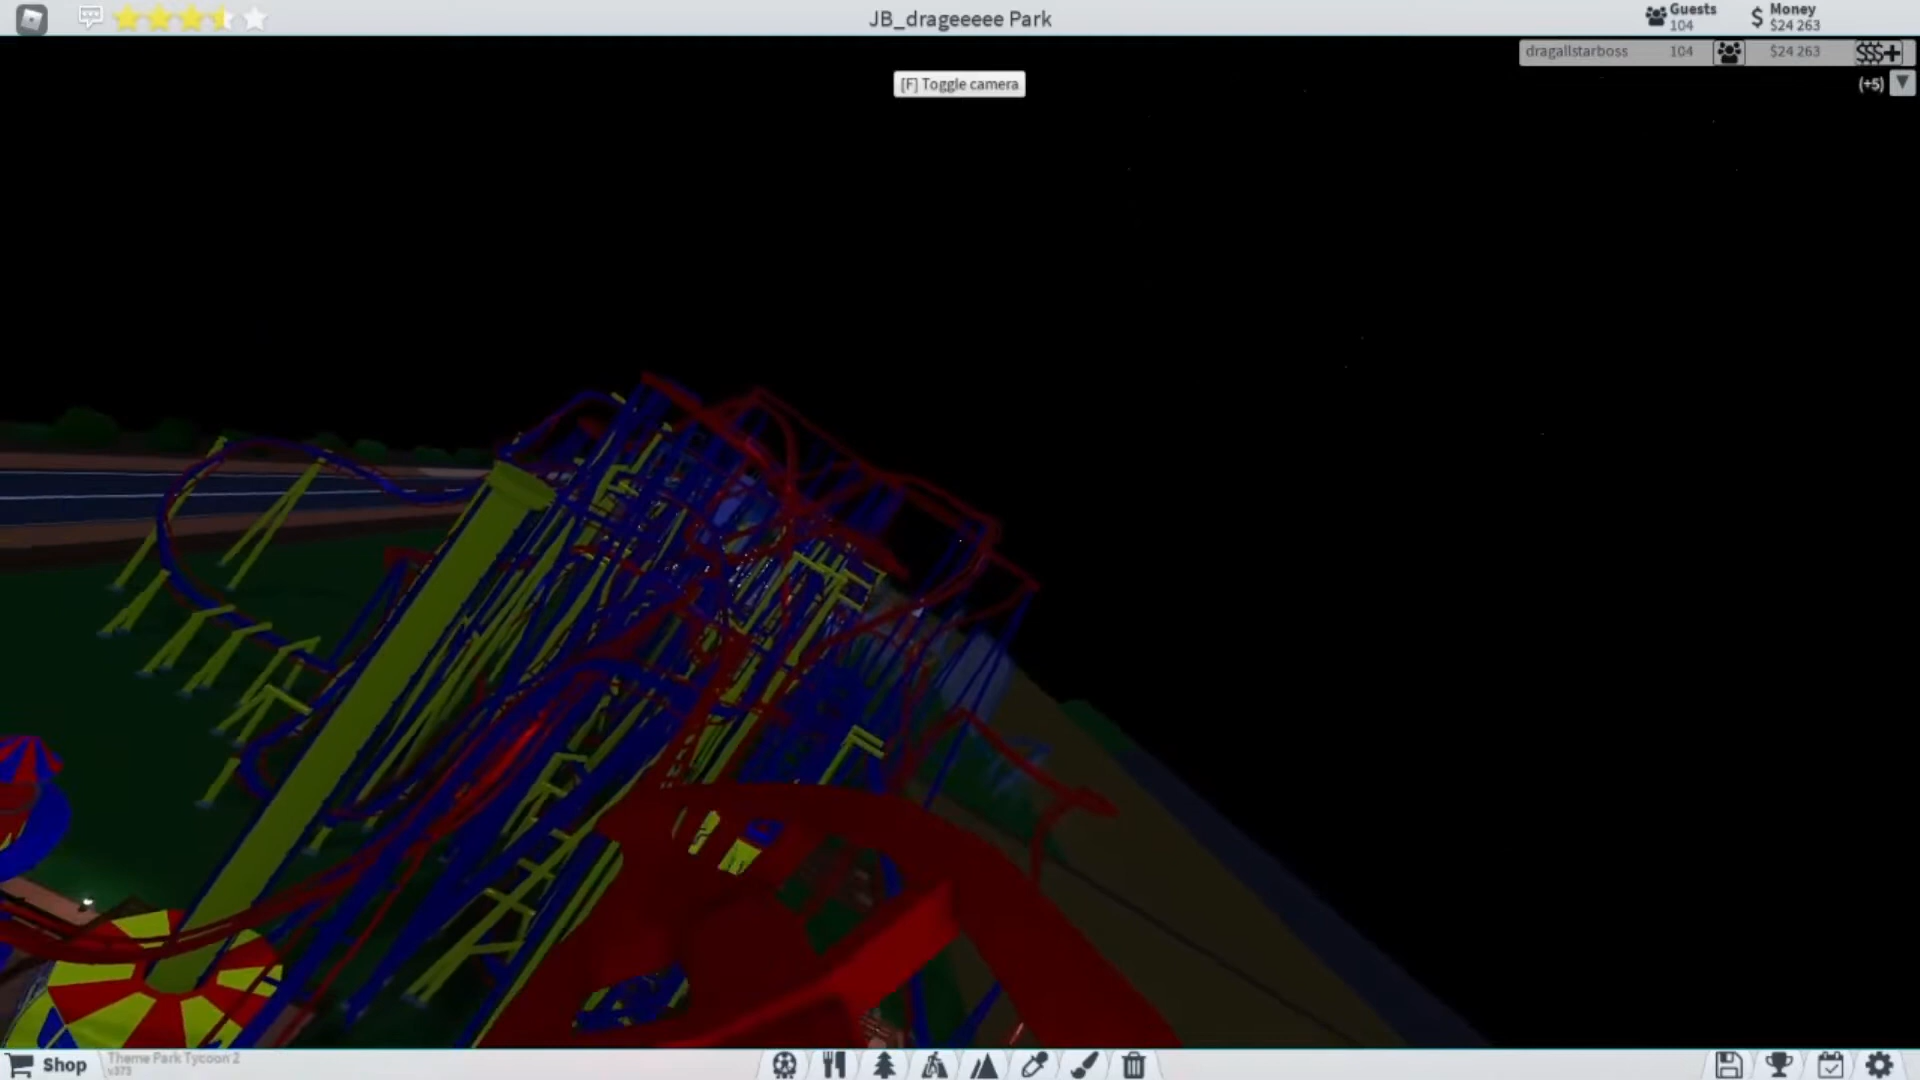 JB_drageeeee Park
Guests
104
$ Money
$24 263
dragallstarboss 104 $24 263 $$$+
[F] Toggle camera
(+5)
Shop
Theme Park Tycoon 2
v373